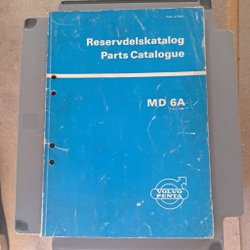 Reservdelskatalog
Parts Catalogue
MD 6A
VOLVO
PENTA